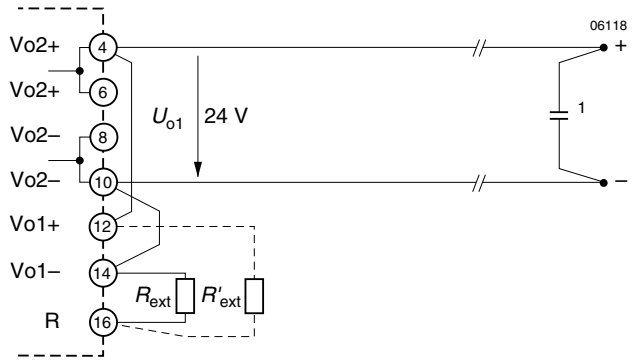 06118
Vo2+ 4 +
Vo2+ 6
Uo1 24 V 1
Vo2– 8
Vo2– 10 –
Vo1+ 12
Vo1– 14
Rext R'ext
R 16